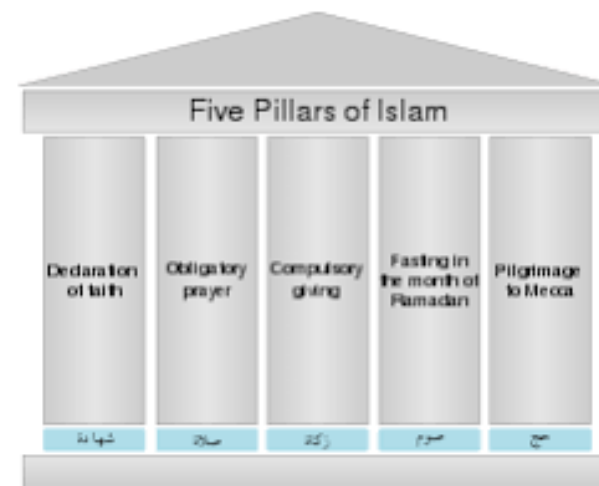 Five Pillars of Islam
Declaration
of faith
Obligatory
prayer
Compulsory
giving
Fasting in
the month of
Ramadan
Pilgrimage
to Mecca
شهادة
صلاة
زكاة
صوم
حج